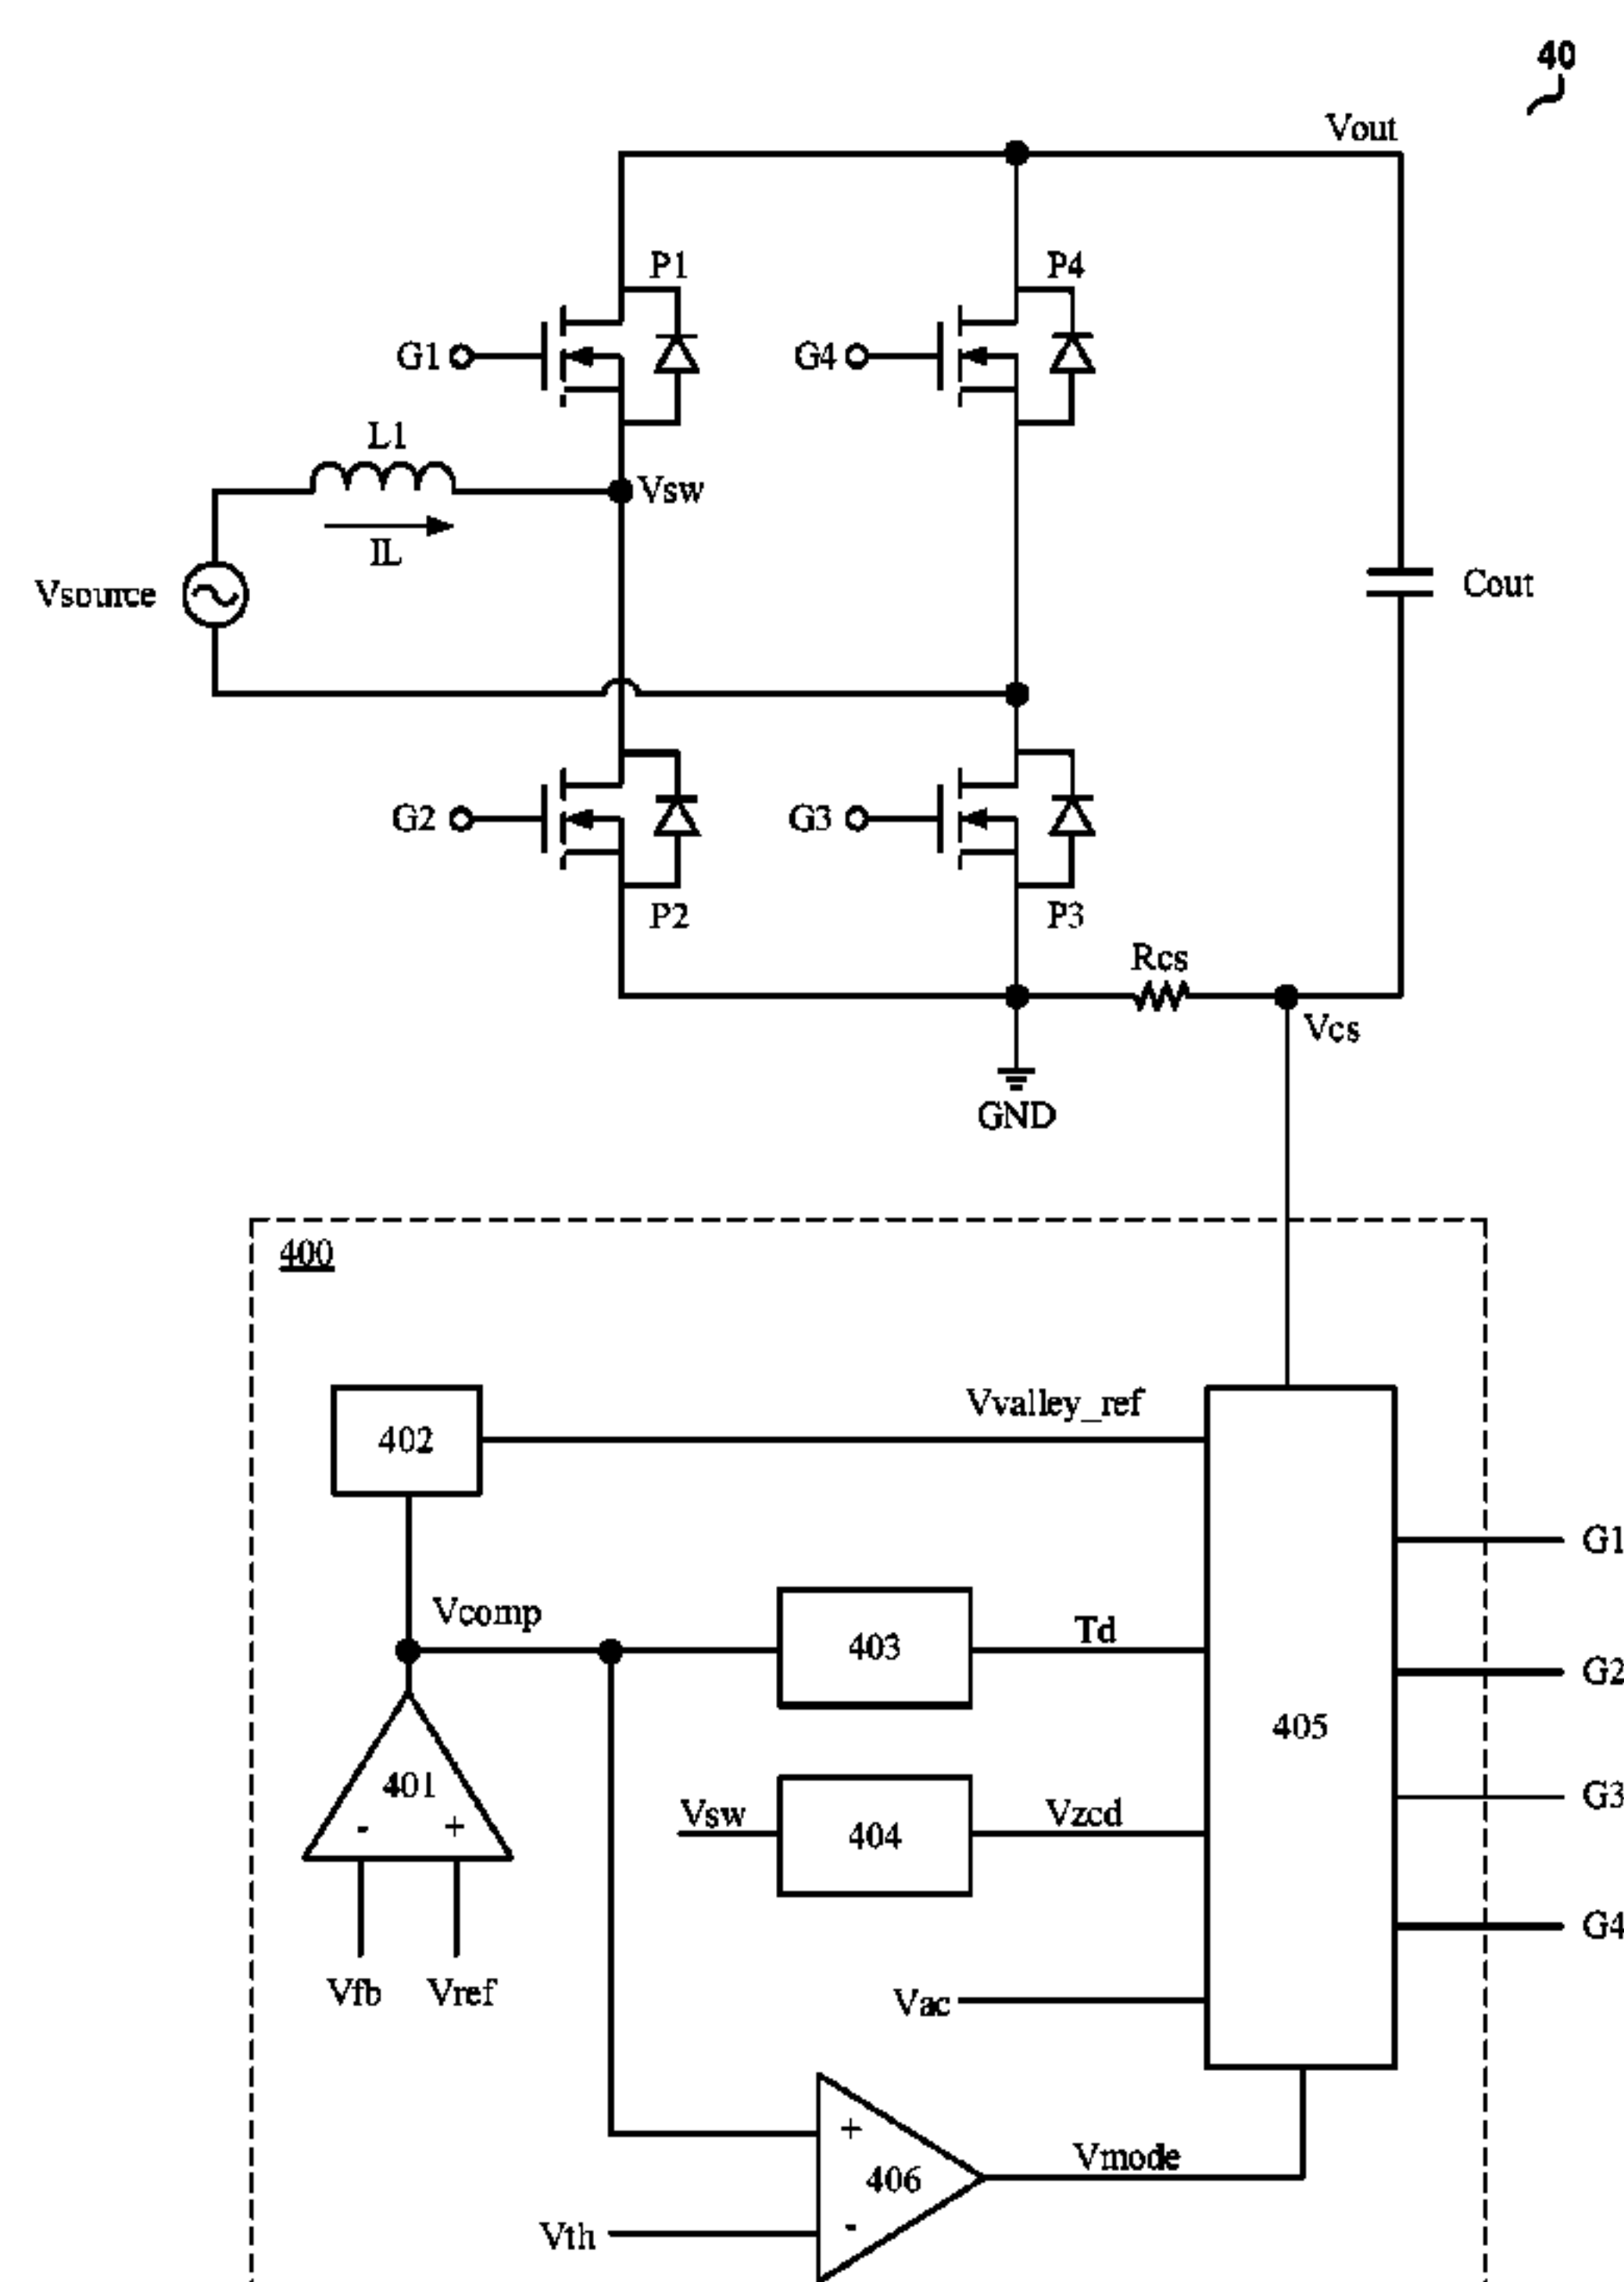 40
Vout
P1
P4
G1
G4
L1
Vsw
IL
Vsource
Cout
G2
G3
P2
P3
Rcs
Vcs
GND
400
Vvalley_ref
402
G1
Vcomp
403
Td
G2
405
401
- +
Vsw
404
Vzcd
G3
G4
Vfb
Vref
Vac
+
406
Vmode
-
Vth